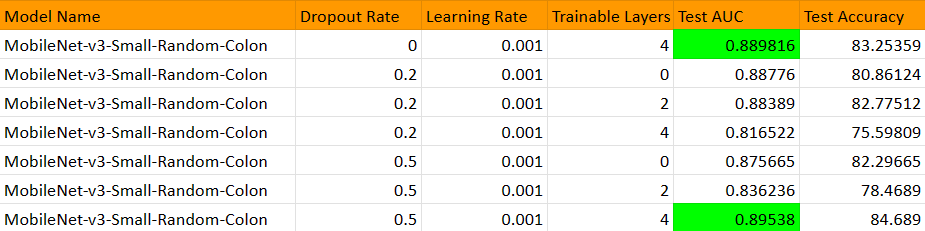 Model Name Dropout Rate Learning Rate Trainable Layers Test AUC Test Accuracy
MobileNet-v3-Small-Random-Colon 0 0.001 4 0.889816 83.25359
MobileNet-v3-Small-Random-Colon 0.2 0.001 0 0.88776 80.86124
MobileNet-v3-Small-Random-Colon 0.2 0.001 2 0.88389 82.77512
MobileNet-v3-Small-Random-Colon 0.2 0.001 4 0.816522 75.59809
MobileNet-v3-Small-Random-Colon 0.5 0.001 0 0.875665 82.29665
MobileNet-v3-Small-Random-Colon 0.5 0.001 2 0.836236 78.4689
MobileNet-v3-Small-Random-Colon 0.5 0.001 4 0.89538 84.689